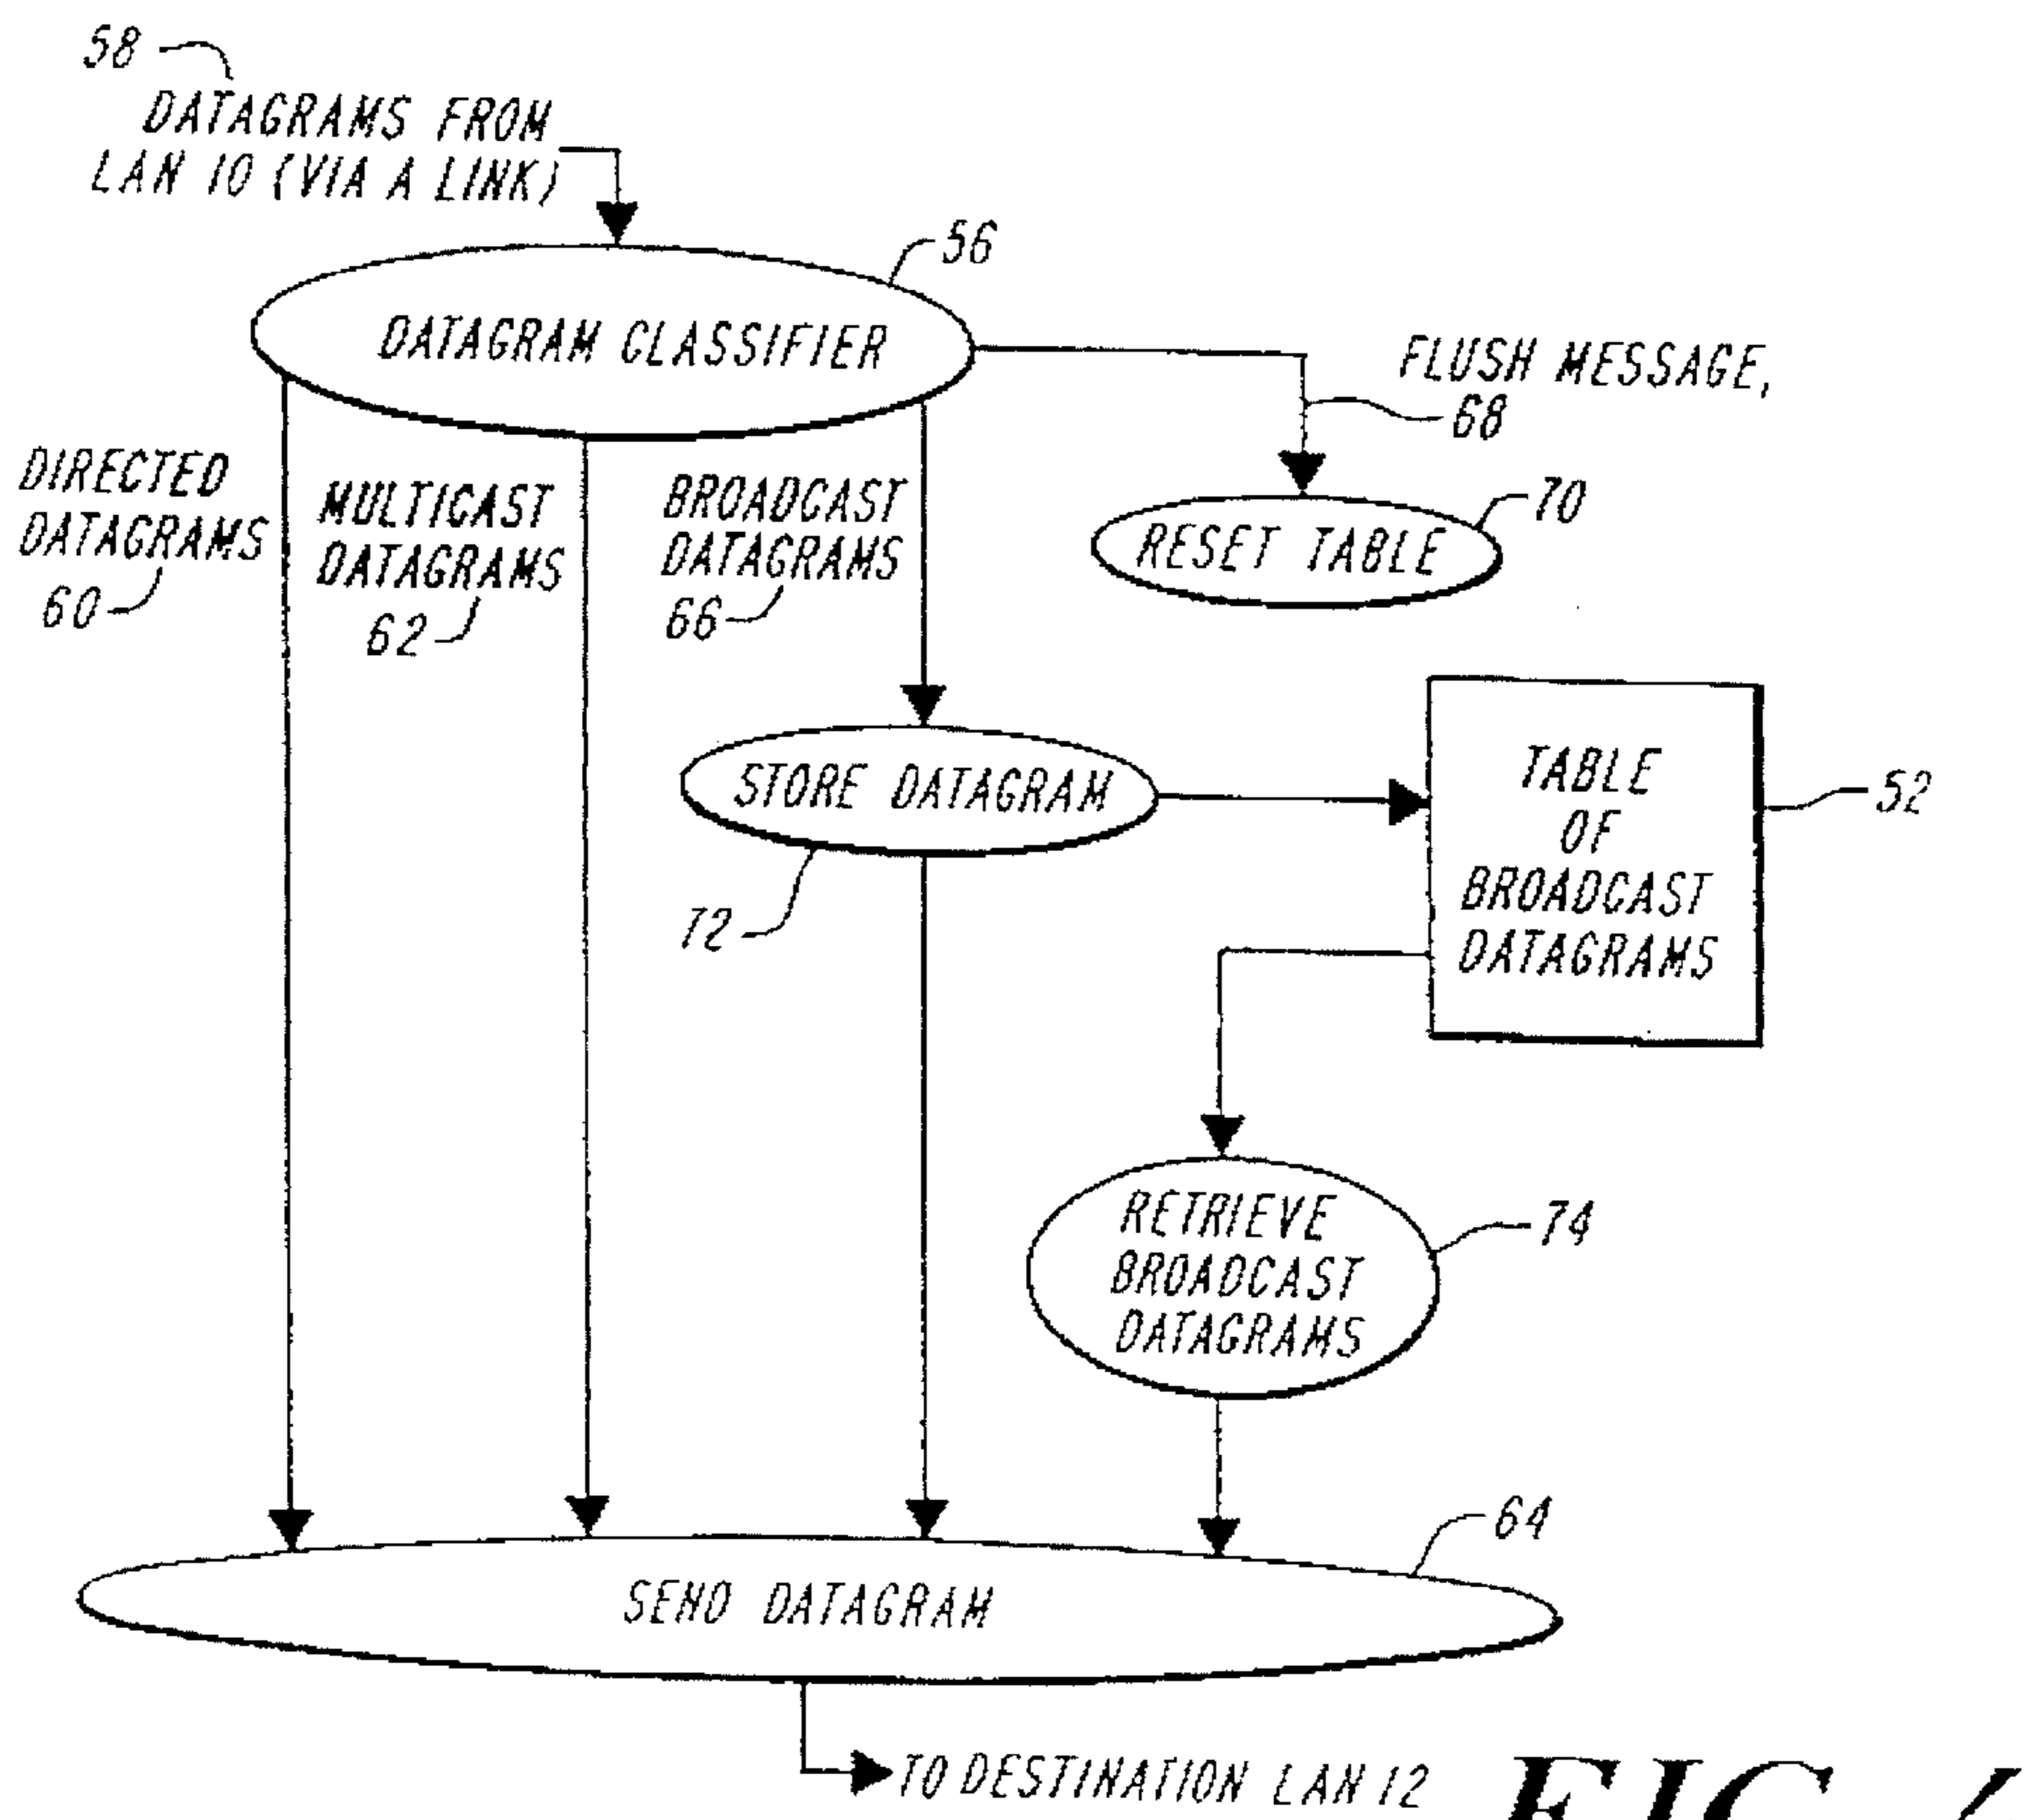 58
DATAGRAMS FROM
LAN 10 (VIA A LINK)
56
DATAGRAM CLASSIFIER
FLUSH MESSAGE,
68
DIRECTED
DATAGRAMS
60
MULTICAST
DATAGRAMS
62
BROADCAST
DATAGRAMS
66
70
RESET TABLE
STORE DATAGRAM
72
TABLE
OF
BROADCAST
DATAGRAMS
52
RETRIEVE
BROADCAST
DATAGRAMS
74
64
SEND DATAGRAM
TO DESTINATION LAN 12
FIG. 4